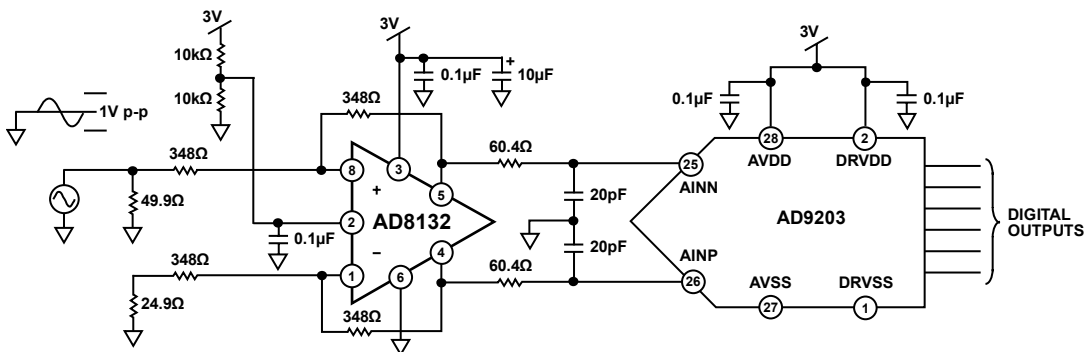 3V
10kΩ
10kΩ
1V p-p
348Ω
49.9Ω
348Ω
24.9Ω
0.1µF
3V
0.1µF
+
10µF
348Ω
8
+
2
AD8132
−
1
3
5
4
6
348Ω
60.4Ω
60.4Ω
20pF
20pF
3V
0.1µF
0.1µF
28
2
AVDD
DRVDD
25
AINN
AD9203
AINP
26
AVSS
DRVSS
27
1
DIGITAL
OUTPUTS